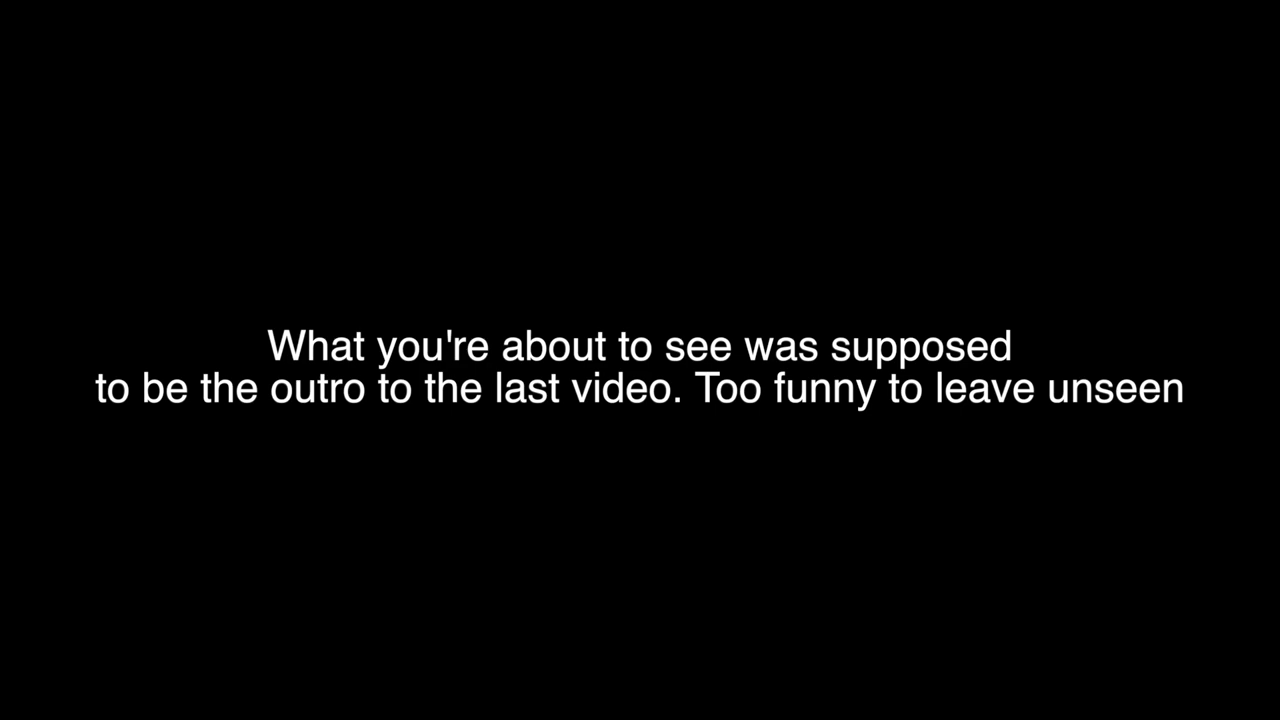 What you're about to see was supposed
to be the outro to the last video. Too funny to leave unseen